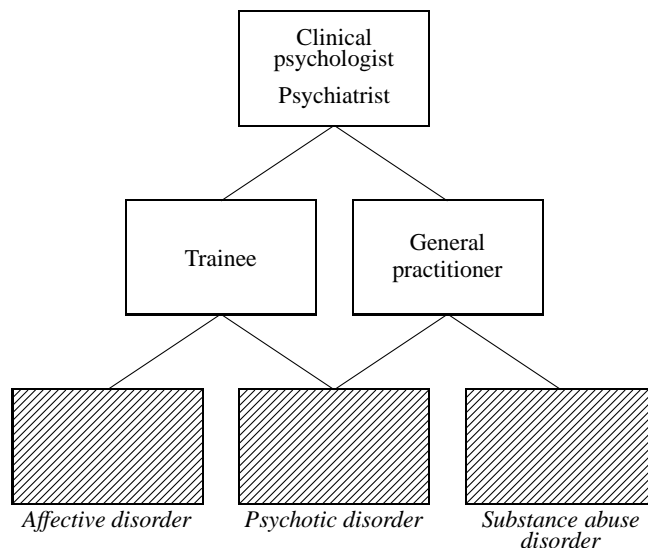 Clinical
psychologist
Psychiatrist
Trainee
General
practitioner
Affective disorder
Psychotic disorder
Substance abuse
disorder